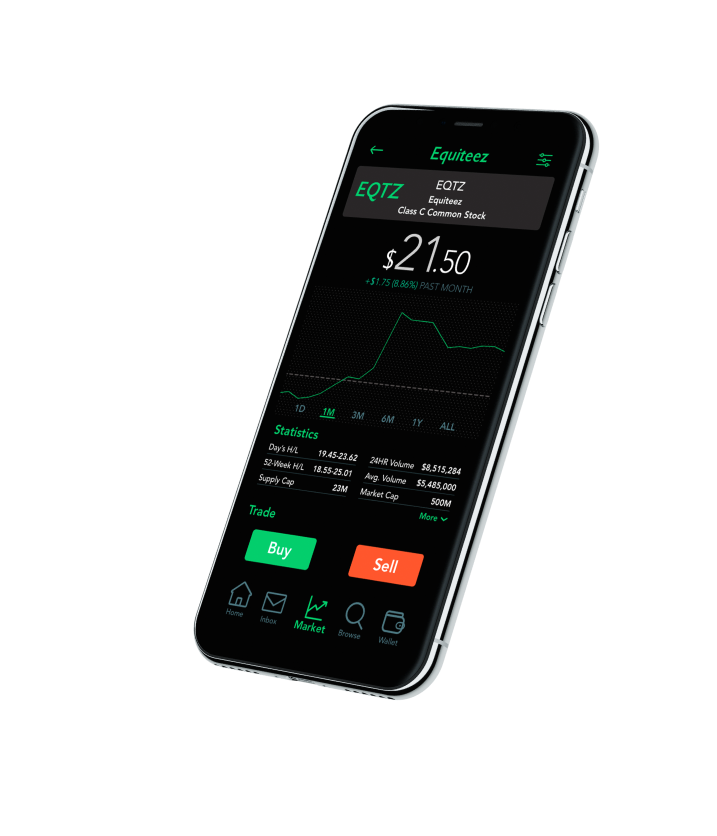 Equiteez
EQTZ
EQTZ
Equiteez
Class C Common Stock
$21.50
+$1.75 (8.86%) PAST MONTH
1D 1M 3M 6M 1Y ALL
Statistics
Day's H/L 19.45-23.62 24HR Volume $8,515,284
52-Week H/L 18.55-25.01 Avg. Volume $5,485,000
Supply Cap 23M Market Cap 500M
More
Trade
Buy Sell
Home Inbox Market Browse Wallet